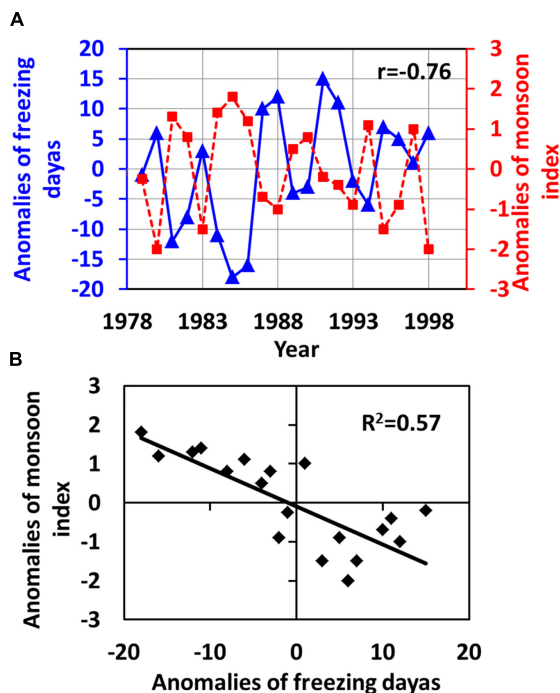 A
Anomalies of freezing
dayas
20
15
10
5
0
-5
-10
-15
-20
r=-0.76
3
2
1
0
-1
-2
-3
Anomalies of monsoon
index
1978 1983 1988 1993 1998
Year
B
Anomalies of monsoon
index
3
2
1
0
-1
-2
-3
R²=0.57
-20 -10 0 10 20
Anomalies of freezing dayas